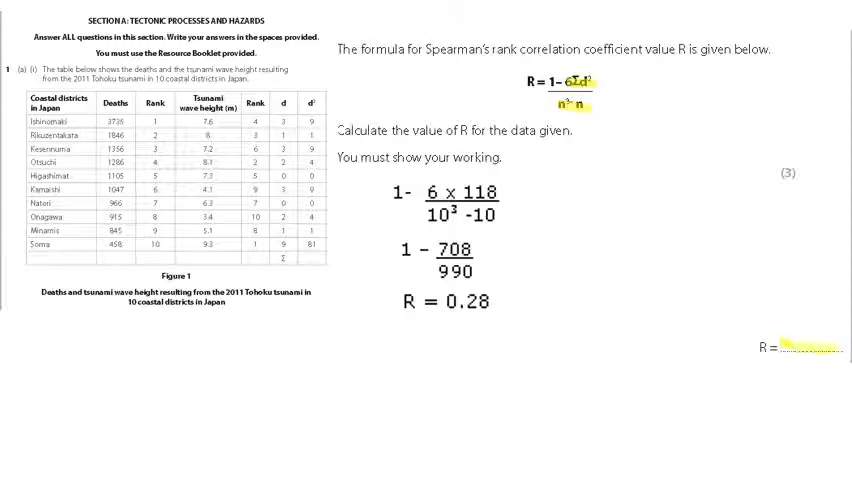 SECTION A: TECTONIC PROCESSES AND HAZARDS
Answer ALL questions in this section. Write your answers in the spaces provided.
You must use the Resource Booklet provided.
1 (a) (i) The table below shows the deaths and the tsunami wave height resulting
from the 2011 Tohoku tsunami in 10 coastal districts in Japan.
Coastal districts in Japan Deaths Rank Tsunami wave height (m) Rank d d²
Ishinomaki 3735 1 7.6 4 3 9
Rikuzentakata 1846 2 8 3 1 1
Kesennuma 1356 3 7.2 6 3 9
Otsuchi 1286 4 8.1 2 2 4
Higashimat 1105 5 7.3 5 0 0
Kamaishi 1047 6 4.1 9 3 9
Natori 966 7 6.3 7 0 0
Onagawa 915 8 3.4 10 2 4
Minamis 845 9 5.1 8 1 1
Soma 458 10 9.3 1 9 81
Σ
Figure 1
Deaths and tsunami wave height resulting from the 2011 Tohoku tsunami in
10 coastal districts in Japan
The formula for Spearman's rank correlation coefficient value R is given below.
R = 1– 6Σd²
n³– n
Calculate the value of R for the data given.
You must show your working.
(3)
1- 6 x 118
10³ -10
1 – 708
990
R = 0.28
R =